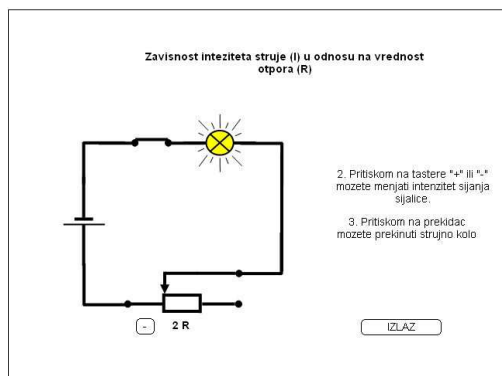 Zavisnost inteziteta struje (I) u odnosu na vrednost
otpora (R)
2. Pritiskom na tastere "+" ili "-"
mozete menjati intenzitet sijanja
sijalice.
3. Pritiskom na prekidac
mozete prekinuti strujno kolo
- 2 R
IZLAZ